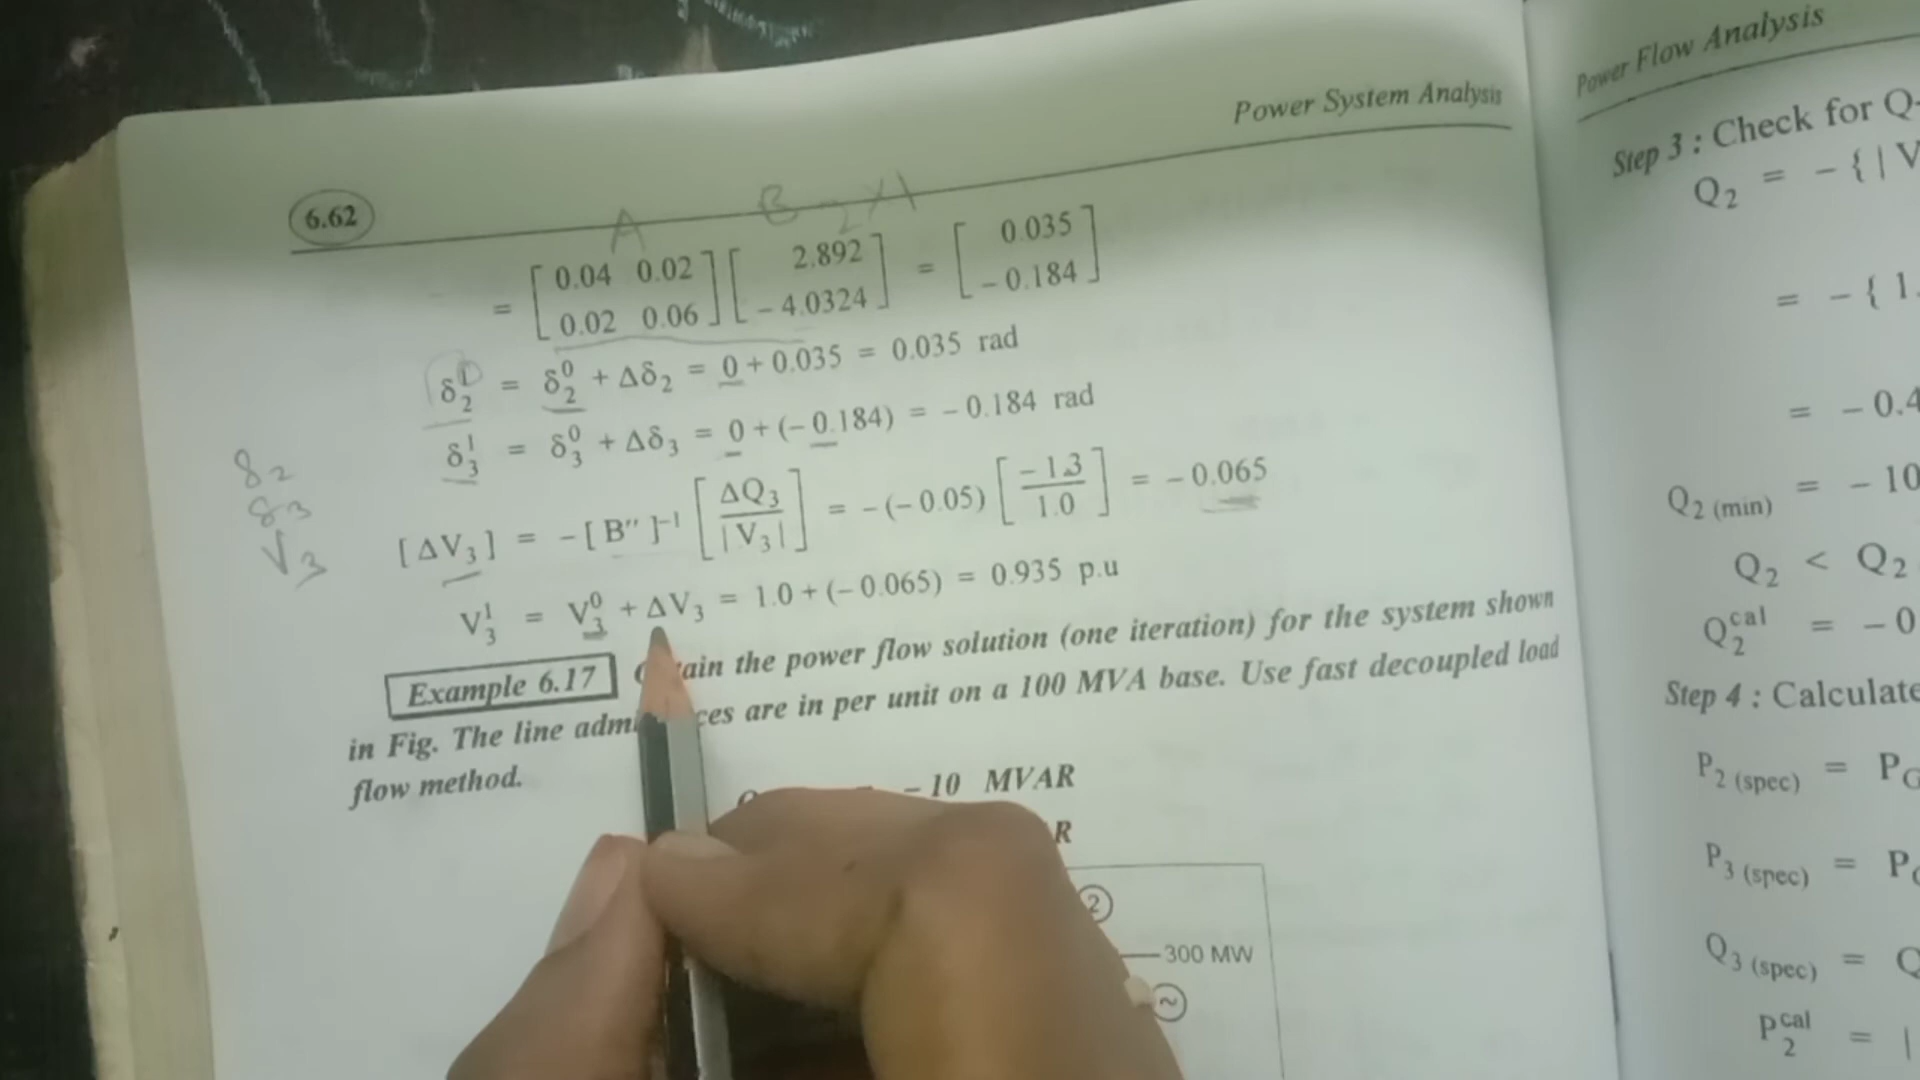 Power System Analysis
6.62
A B 2×1
= [ 0.04 0.02 ; 0.02 0.06 ] [ 2.892 ; − 4.0324 ] = [ 0.035 ; − 0.184 ]
δ₂¹ = δ₂⁰ + Δδ₂ = 0 + 0.035 = 0.035 rad
δ₃¹ = δ₃⁰ + Δδ₃ = 0 + (− 0.184) = − 0.184 rad
δ₂
δ₃
V₃
[ ΔV₃ ] = − [ B″ ]⁻¹ [ ΔQ₃ / | V₃ | ] = − (− 0.05) [ − 1.3 / 1.0 ] = − 0.065
V₃¹ = V₃⁰ + ΔV₃ = 1.0 + (− 0.065) = 0.935 p.u
Example 6.17 the power flow solution (one iteration) for the system shown
in Fig. The line are in per unit on a 100 MVA base. Use fast decoupled load
flow method.
− 10 MVAR
R
2
300 MW
~
Power Flow Analysis
Step 3 : Check for Q-
Q₂ = − { | V
= − { 1.
= − 0.4
Q₂ (min) = − 10
Q₂ < Q₂
Q₂cal = − 0
Step 4 : Calculate
P₂ (spec) = PG
P₃ (spec) =
Q₃ (spec) =
P₂cal = |